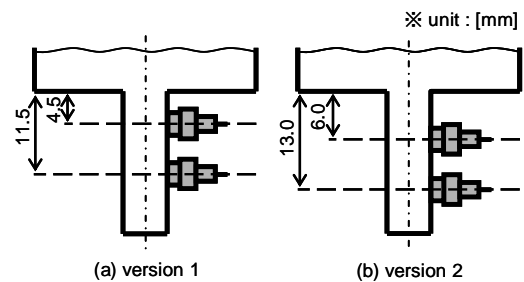 ※ unit : [mm]
4.5
11.5
6.0
13.0
(a) version 1
(b) version 2